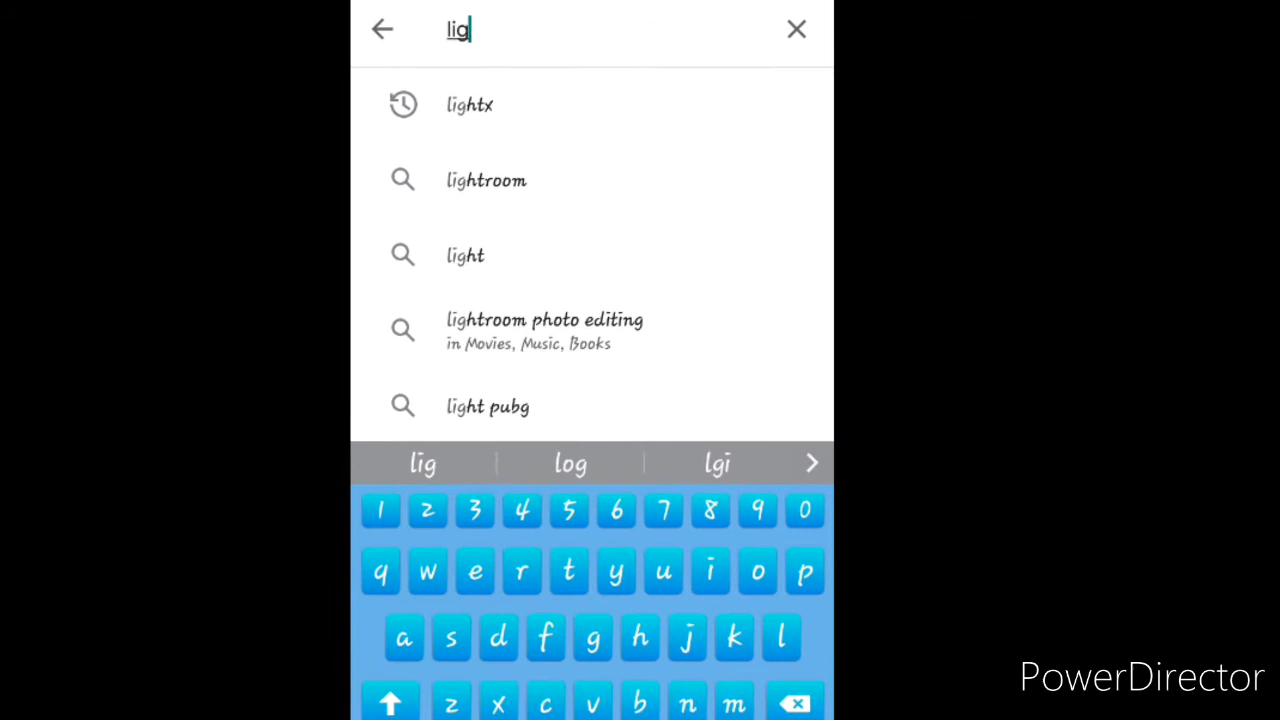 lig
lightx
lightroom
light
lightroom photo editing
in Movies, Music, Books
light pubg
lig log lgi
1 2 3 4 5 6 7 8 9 0
q w e r t y u i o p
a s d f g h j k l
z x c v b n m
PowerDirector